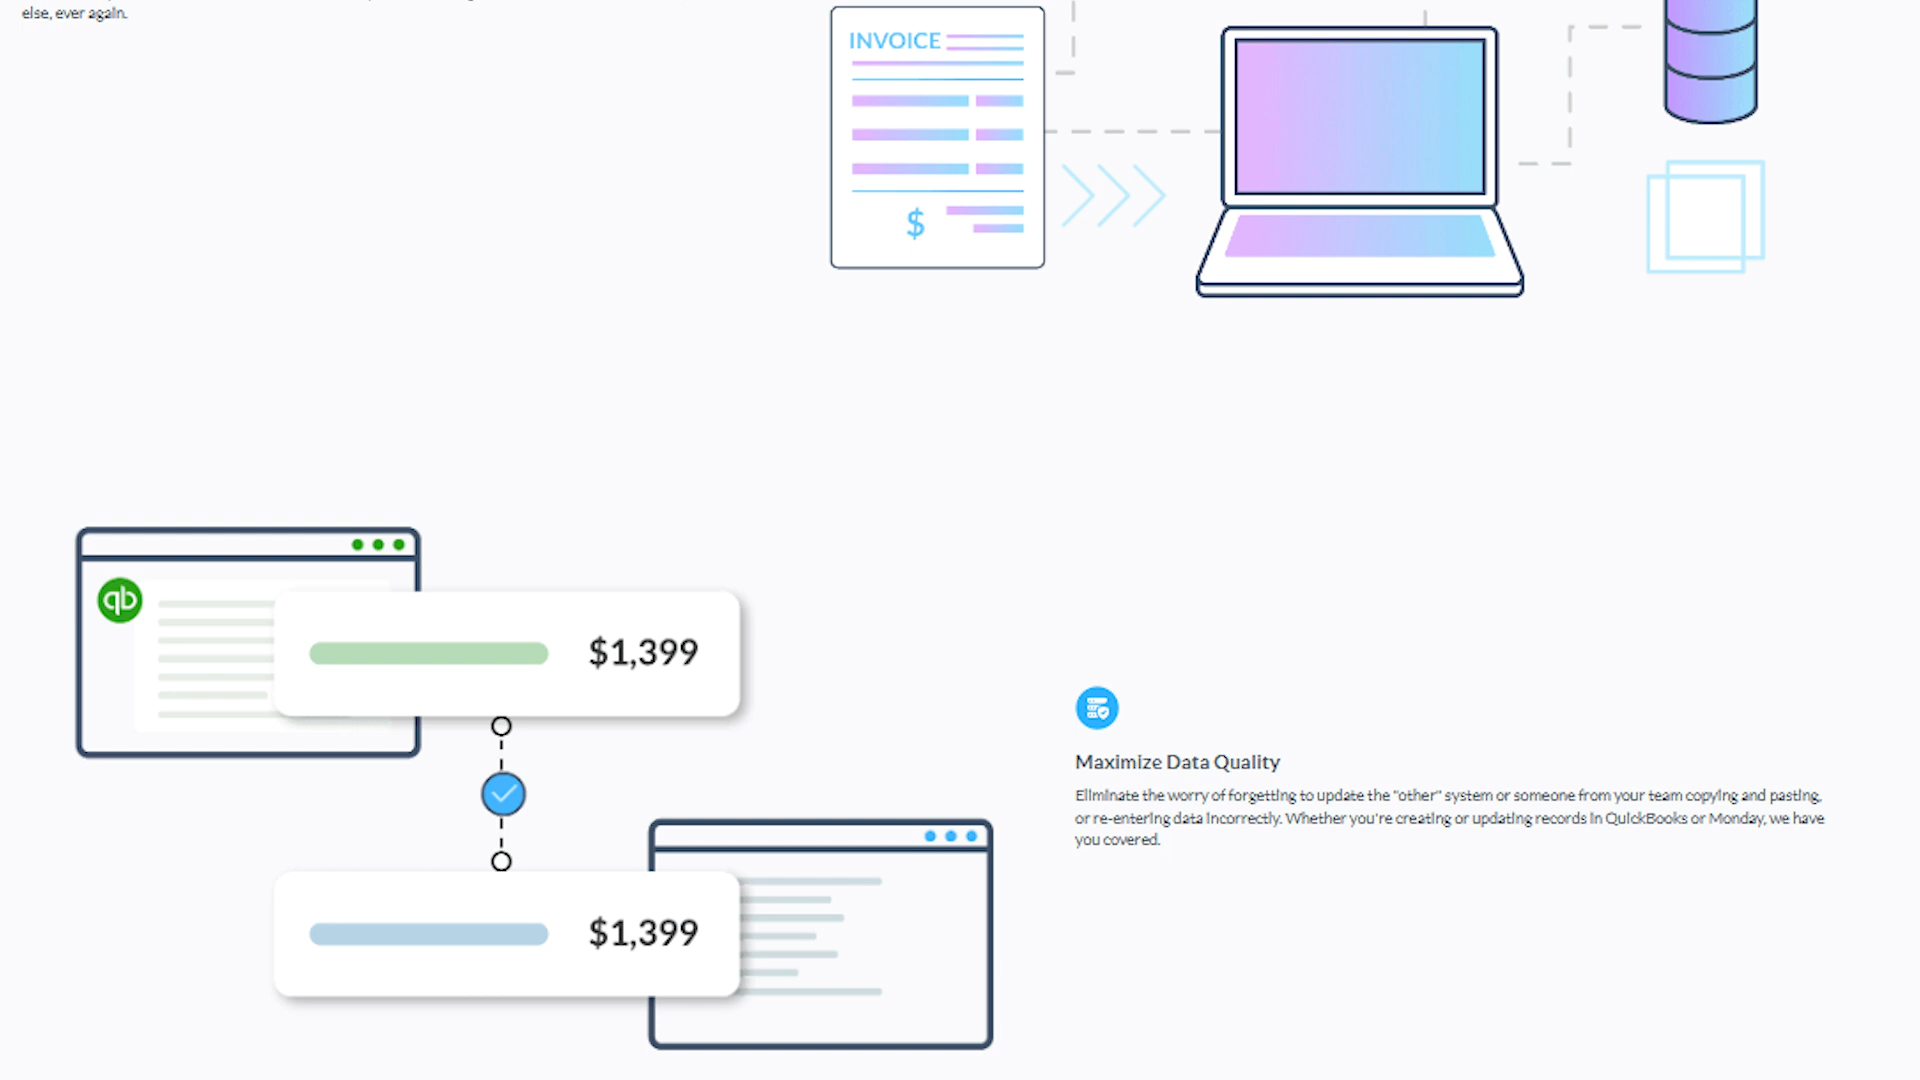 else, ever again.
INVOICE
$
qb
$1,399
$1,399
Maximize Data Quality
Eliminate the worry of forgetting to update the "other" system or someone from your team copying and pasting,
or re-entering data incorrectly. Whether you're creating or updating records in QuickBooks or Monday, we have
you covered.